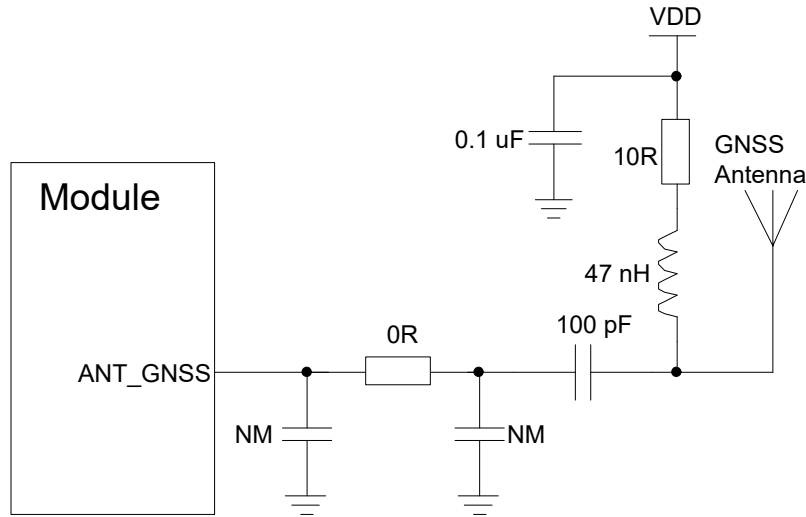 VDD
0.1 uF
10R
GNSS
Antenna
Module
47 nH
100 pF
0R
ANT_GNSS
NM
NM